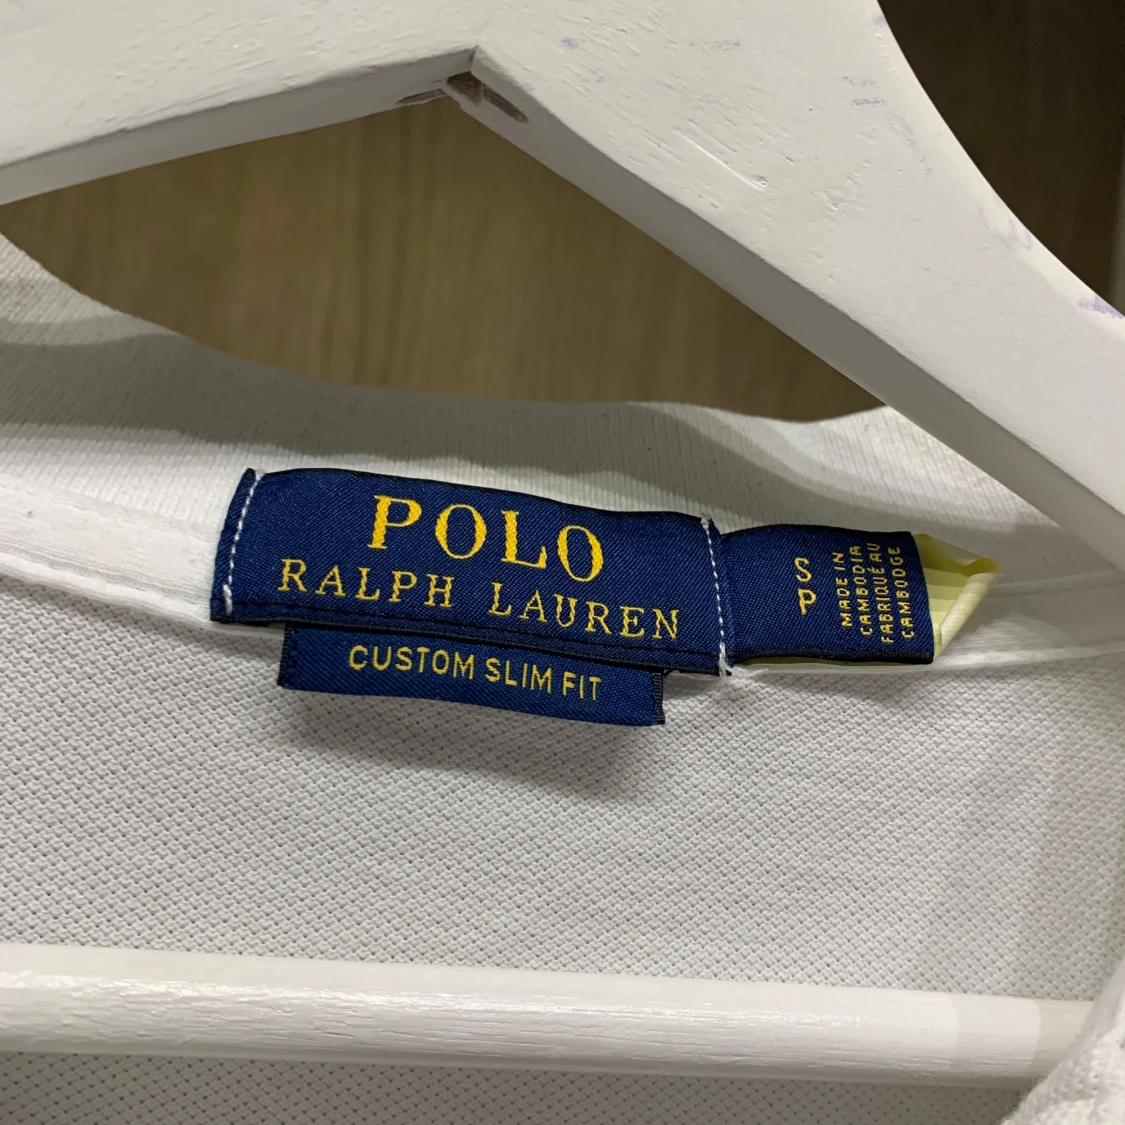 POLO
RALPH LAUREN
CUSTOM SLIM FIT
S
P
MADE IN
CAMBODIA
FABRIQUÉ AU
CAMBODGE